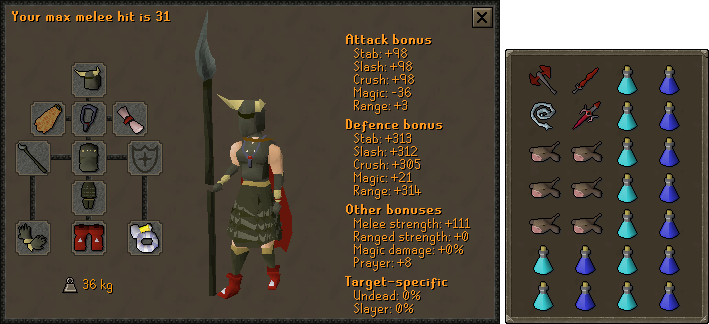 Your max melee hit is 31
Attack bonus
Stab: +98
Slash: +98
Crush: +98
Magic: -36
Range: +3
Defence bonus
Stab: +313
Slash: +312
Crush: +305
Magic: +21
Range: +314
Other bonuses
Melee strength: +111
Ranged strength: +0
Magic damage: +0%
Prayer: +8
Target-specific
Undead: 0%
Slayer: 0%
36 kg